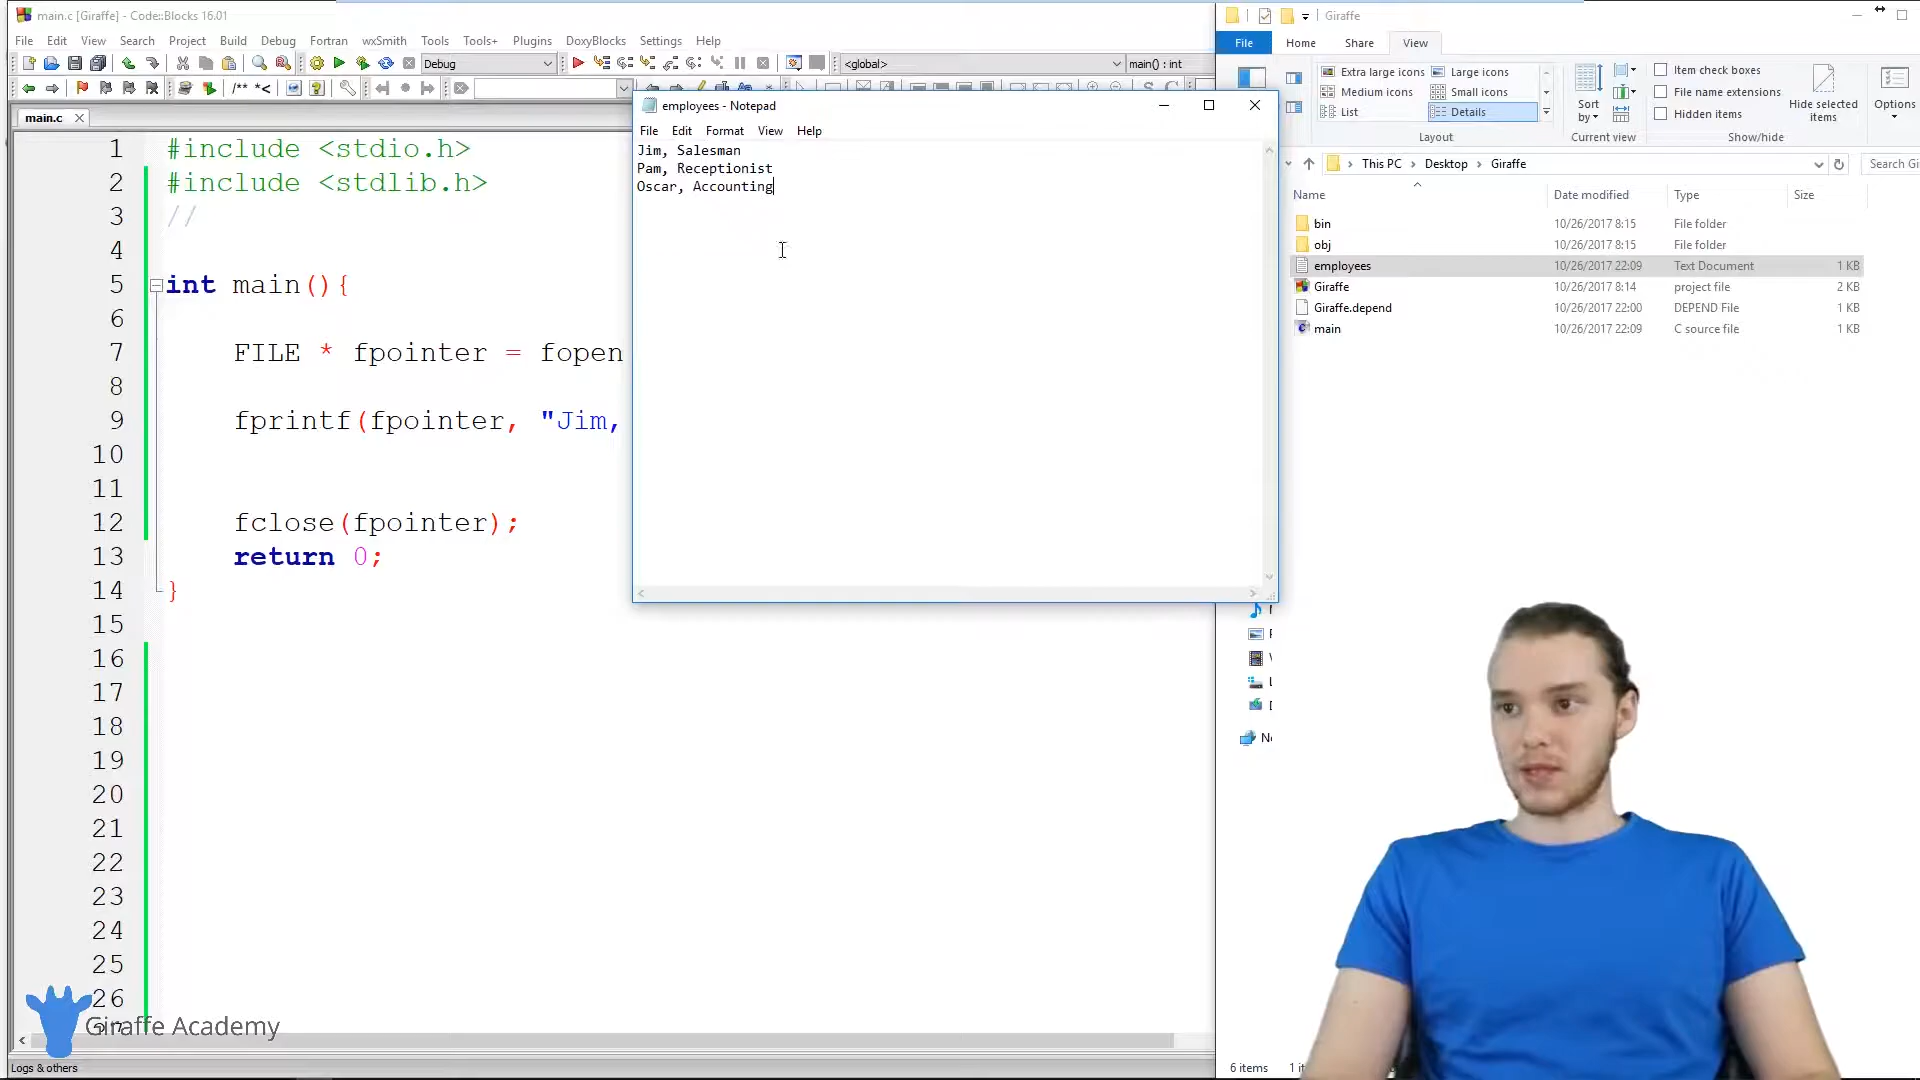 main.c [Giraffe] - Code::Blocks 16.01
File Edit View Search Project Build Debug Fortran wxSmith Tools Tools+ Plugins DoxyBlocks Settings Help
Debug
<global>
main() : int
/** *<
main.c
1 #include <stdio.h>
2 #include <stdlib.h>
3 //
4
5 int main(){
6
7 FILE * fpointer = fopen
8
9 fprintf(fpointer, "Jim,
10
11
12 fclose(fpointer);
13 return 0;
14 }
15
16
17
18
19
20
21
22
23
24
25
26
Giraffe Academy
Logs & others
employees - Notepad
File Edit Format View Help
Jim, Salesman
Pam, Receptionist
Oscar, Accounting
Giraffe
File Home Share View
Extra large icons Large icons
Medium icons Small icons
List Details
Layout
Sort by
Current view
Item check boxes
File name extensions
Hidden items
Hide selected items
Show/hide
Options
This PC Desktop Giraffe
Search Gir
Name Date modified Type Size
bin 10/26/2017 8:15 File folder
obj 10/26/2017 8:15 File folder
employees 10/26/2017 22:09 Text Document 1 KB
Giraffe 10/26/2017 8:14 project file 2 KB
Giraffe.depend 10/26/2017 22:00 DEPEND File 1 KB
main 10/26/2017 22:09 C source file 1 KB
6 items